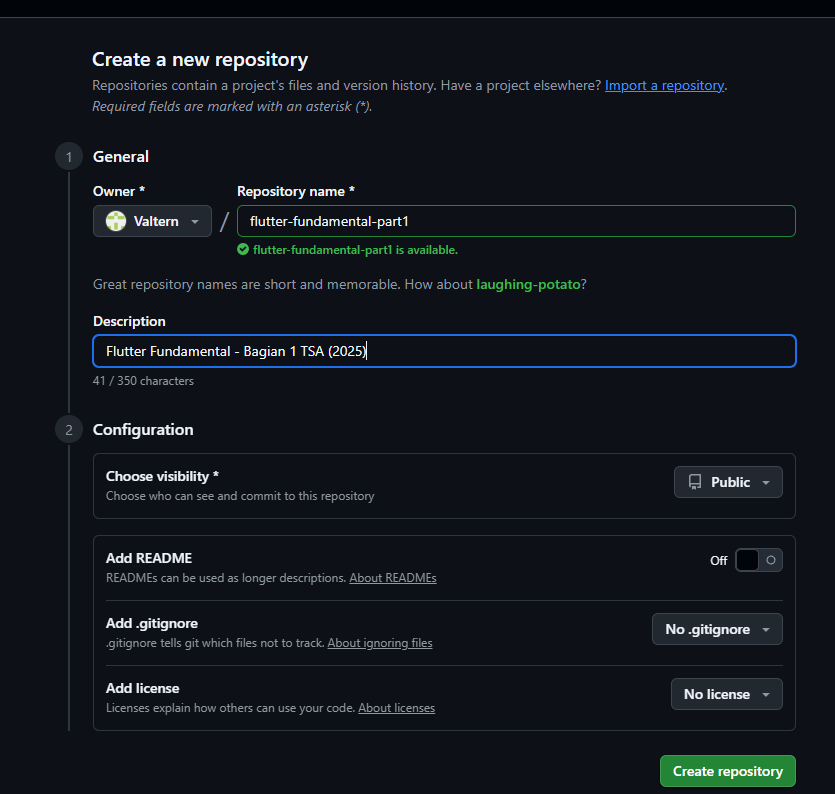 Create a new repository
Repositories contain a project's files and version history. Have a project elsewhere? Import a repository.
Required fields are marked with an asterisk (*).
1 General
Owner * Repository name *
Valtern / flutter-fundamental-part1
flutter-fundamental-part1 is available.
Great repository names are short and memorable. How about laughing-potato?
Description
Flutter Fundamental - Bagian 1 TSA (2025)
41 / 350 characters
2 Configuration
Choose visibility *
Choose who can see and commit to this repository
Public
Add README
READMEs can be used as longer descriptions. About READMEs
Off
Add .gitignore
.gitignore tells git which files not to track. About ignoring files
No .gitignore
Add license
Licenses explain how others can use your code. About licenses
No license
Create repository